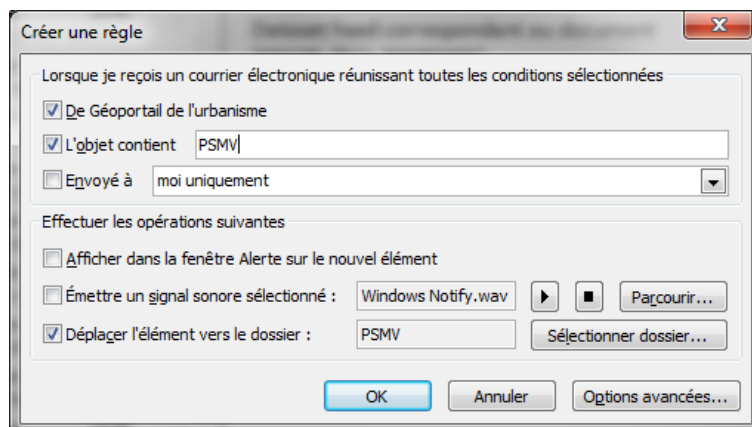 Créer une règle
Lorsque je reçois un courrier électronique réunissant toutes les conditions sélectionnées
De Géoportail de l'urbanisme
L'objet contient PSMV
Envoyé à moi uniquement
Effectuer les opérations suivantes
Afficher dans la fenêtre Alerte sur le nouvel élément
Émettre un signal sonore sélectionné : Windows Notify.wav Parcourir...
Déplacer l'élément vers le dossier : PSMV Sélectionner dossier...
OK Annuler Options avancées...